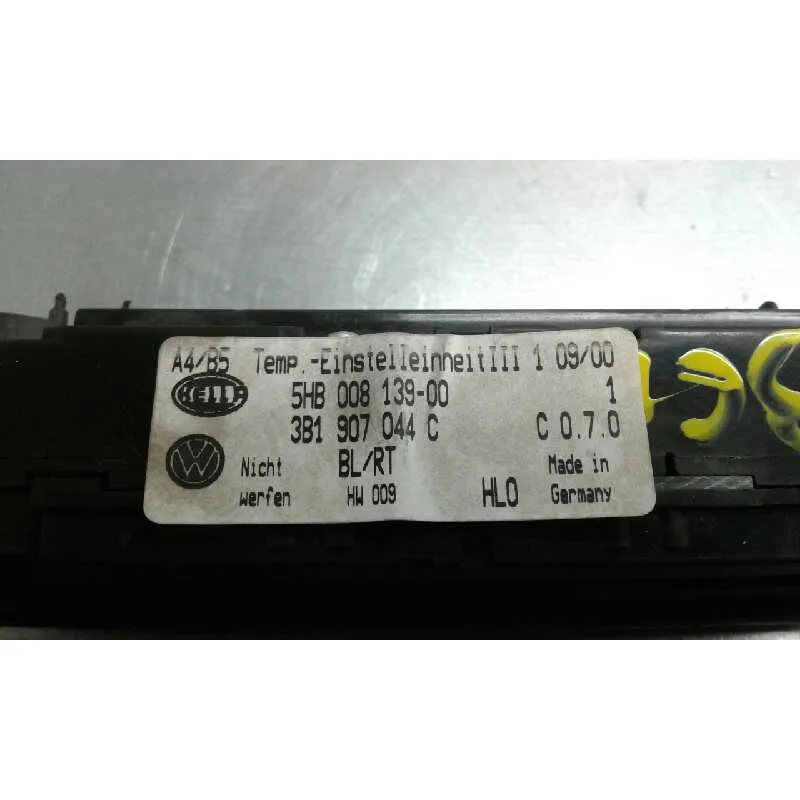 A4/B5 Temp.-EinstelleinheitIII 1 09/00
HELLA 5HB 008 139-00 1
3B1 907 044 C C 0.7.0
VW Nicht BL/RT Made in
werfen HW 009 HLO Germany